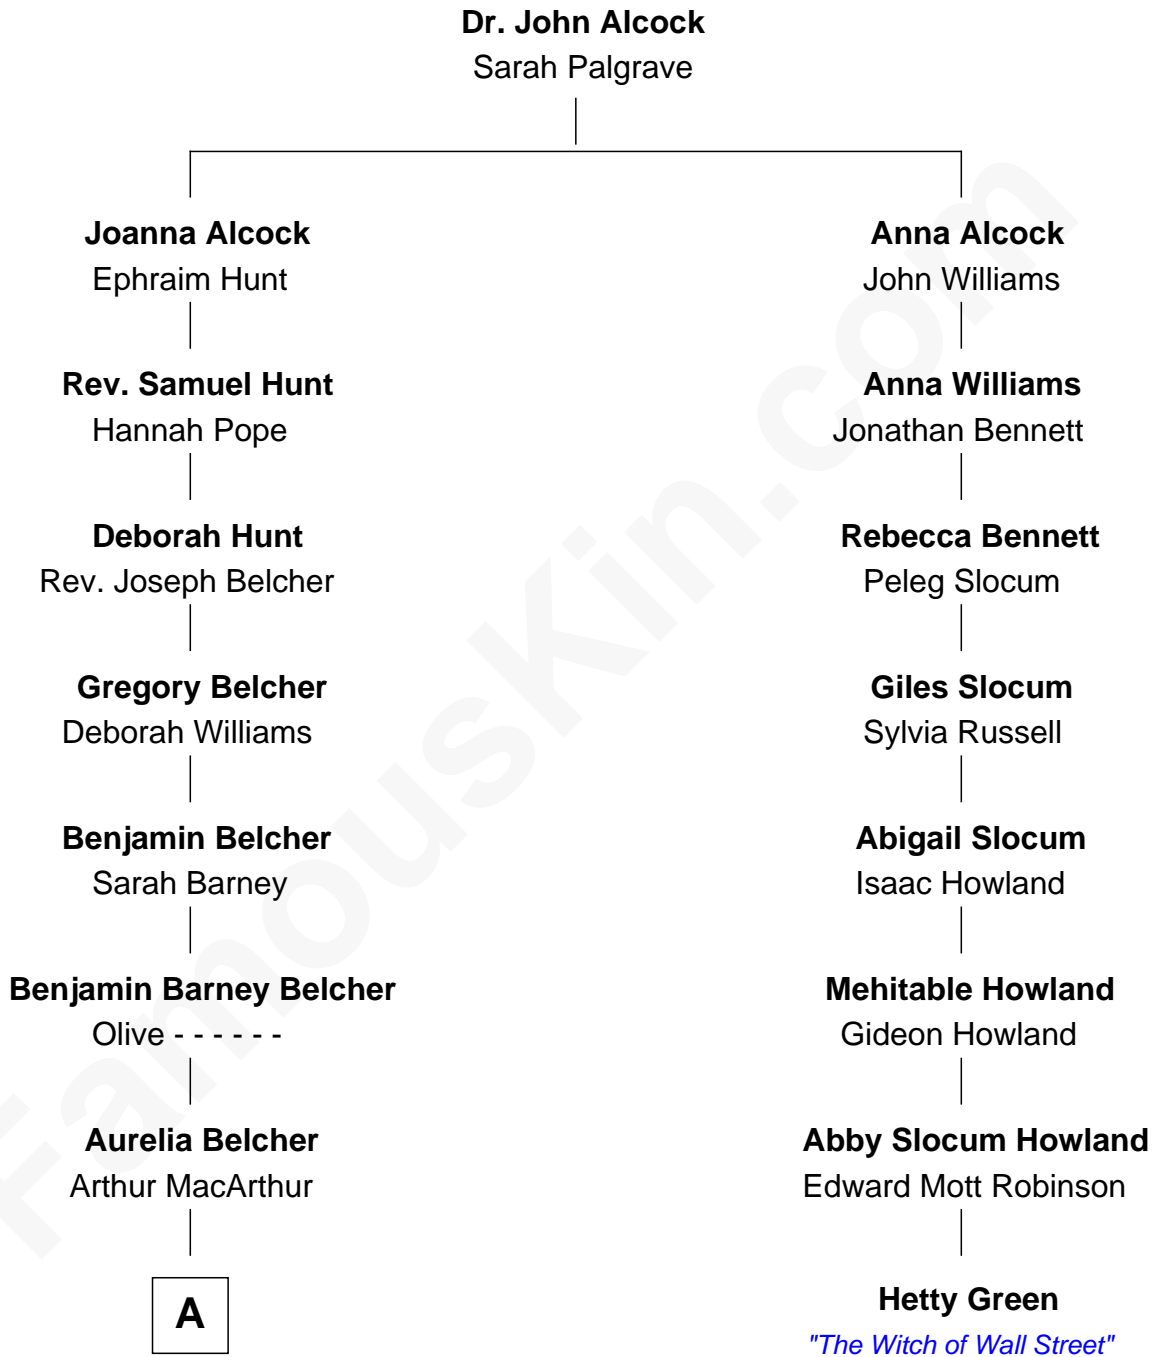 Dr. John Alcock
Sarah Palgrave
Joanna Alcock
Ephraim Hunt
Rev. Samuel Hunt
Hannah Pope
Deborah Hunt
Rev. Joseph Belcher
Gregory Belcher
Deborah Williams
Benjamin Belcher
Sarah Barney
Benjamin Barney Belcher
Olive - - - - - -
Aurelia Belcher
Arthur MacArthur
A
Anna Alcock
John Williams
Anna Williams
Jonathan Bennett
Rebecca Bennett
Peleg Slocum
Giles Slocum
Sylvia Russell
Abigail Slocum
Isaac Howland
Mehitable Howland
Gideon Howland
Abby Slocum Howland
Edward Mott Robinson
Hetty Green
"The Witch of Wall Street"
FamousKin.com